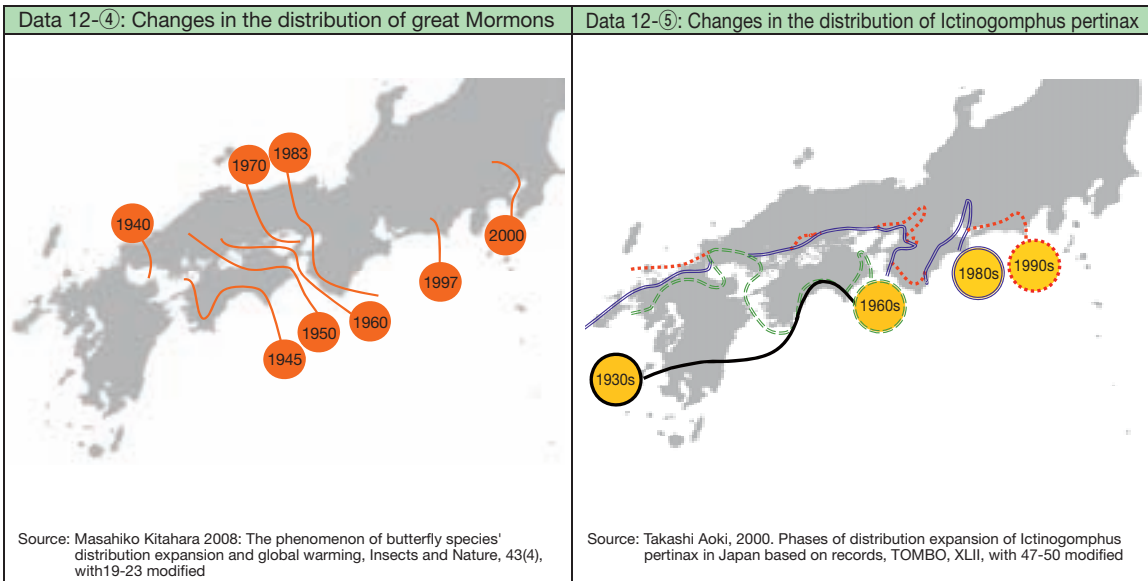 Data 12-④: Changes in the distribution of great Mormons
1983
1970
1940
2000
1997
1960
1950
1945
Source: Masahiko Kitahara 2008: The phenomenon of butterfly species'
distribution expansion and global warming, Insects and Nature, 43(4),
with19-23 modified
Data 12-⑤: Changes in the distribution of Ictinogomphus pertinax
1990s
1980s
1960s
1930s
Source: Takashi Aoki, 2000. Phases of distribution expansion of Ictinogomphus
pertinax in Japan based on records, TOMBO, XLII, with 47-50 modified